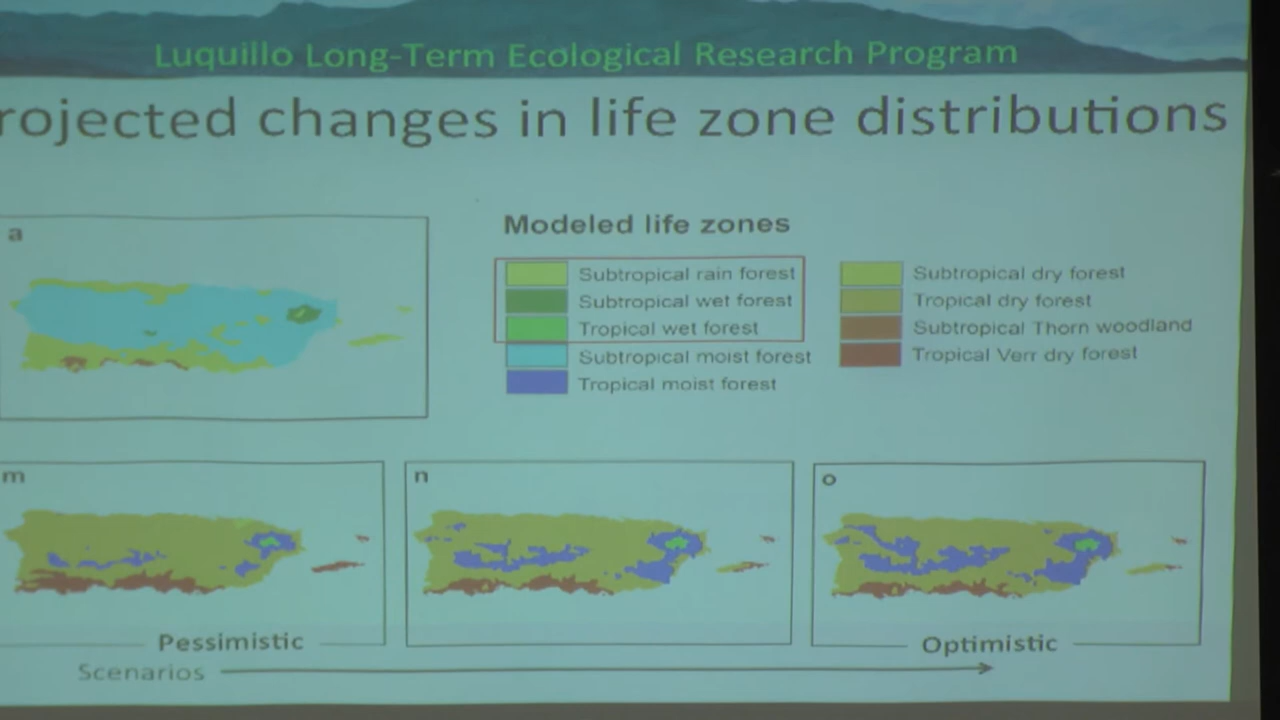 Luquillo Long-Term Ecological Research Program
rojected changes in life zone distributions
a
Modeled life zones
Subtropical rain forest
Subtropical wet forest
Tropical wet forest
Subtropical moist forest
Tropical moist forest
Subtropical dry forest
Tropical dry forest
Subtropical Thorn woodland
Tropical Verr dry forest
m
n
o
Pessimistic
Optimistic
Scenarios